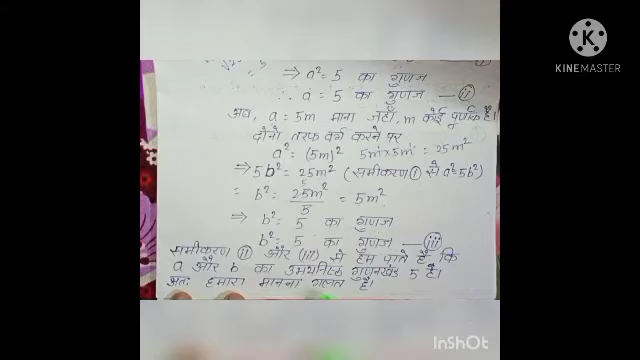 ⇒ a² = 5 का गुणज
∴ a = 5 का गुणज —(ii)
अब, a = 5m माना जहाँ, m कोई पूर्णांक है।
दोनो तरफ वर्ग करने पर
a² = (5m)² 5m×5m = 25m²
⇒ 5b² = 25m² (समीकरण (i) से a²=5b²)
= b² = 25m²/5 = 5m²
⇒ b² = 5 का गुणज
b² = 5 का गुणज —(iii)
समीकरण (ii) और (iii) से हम पाते हैं कि
a और b का उभयनिष्ठ गुणनखंड 5 है।
अतः हमारा मानना गलत है।
K
KINEMASTER
InShOt